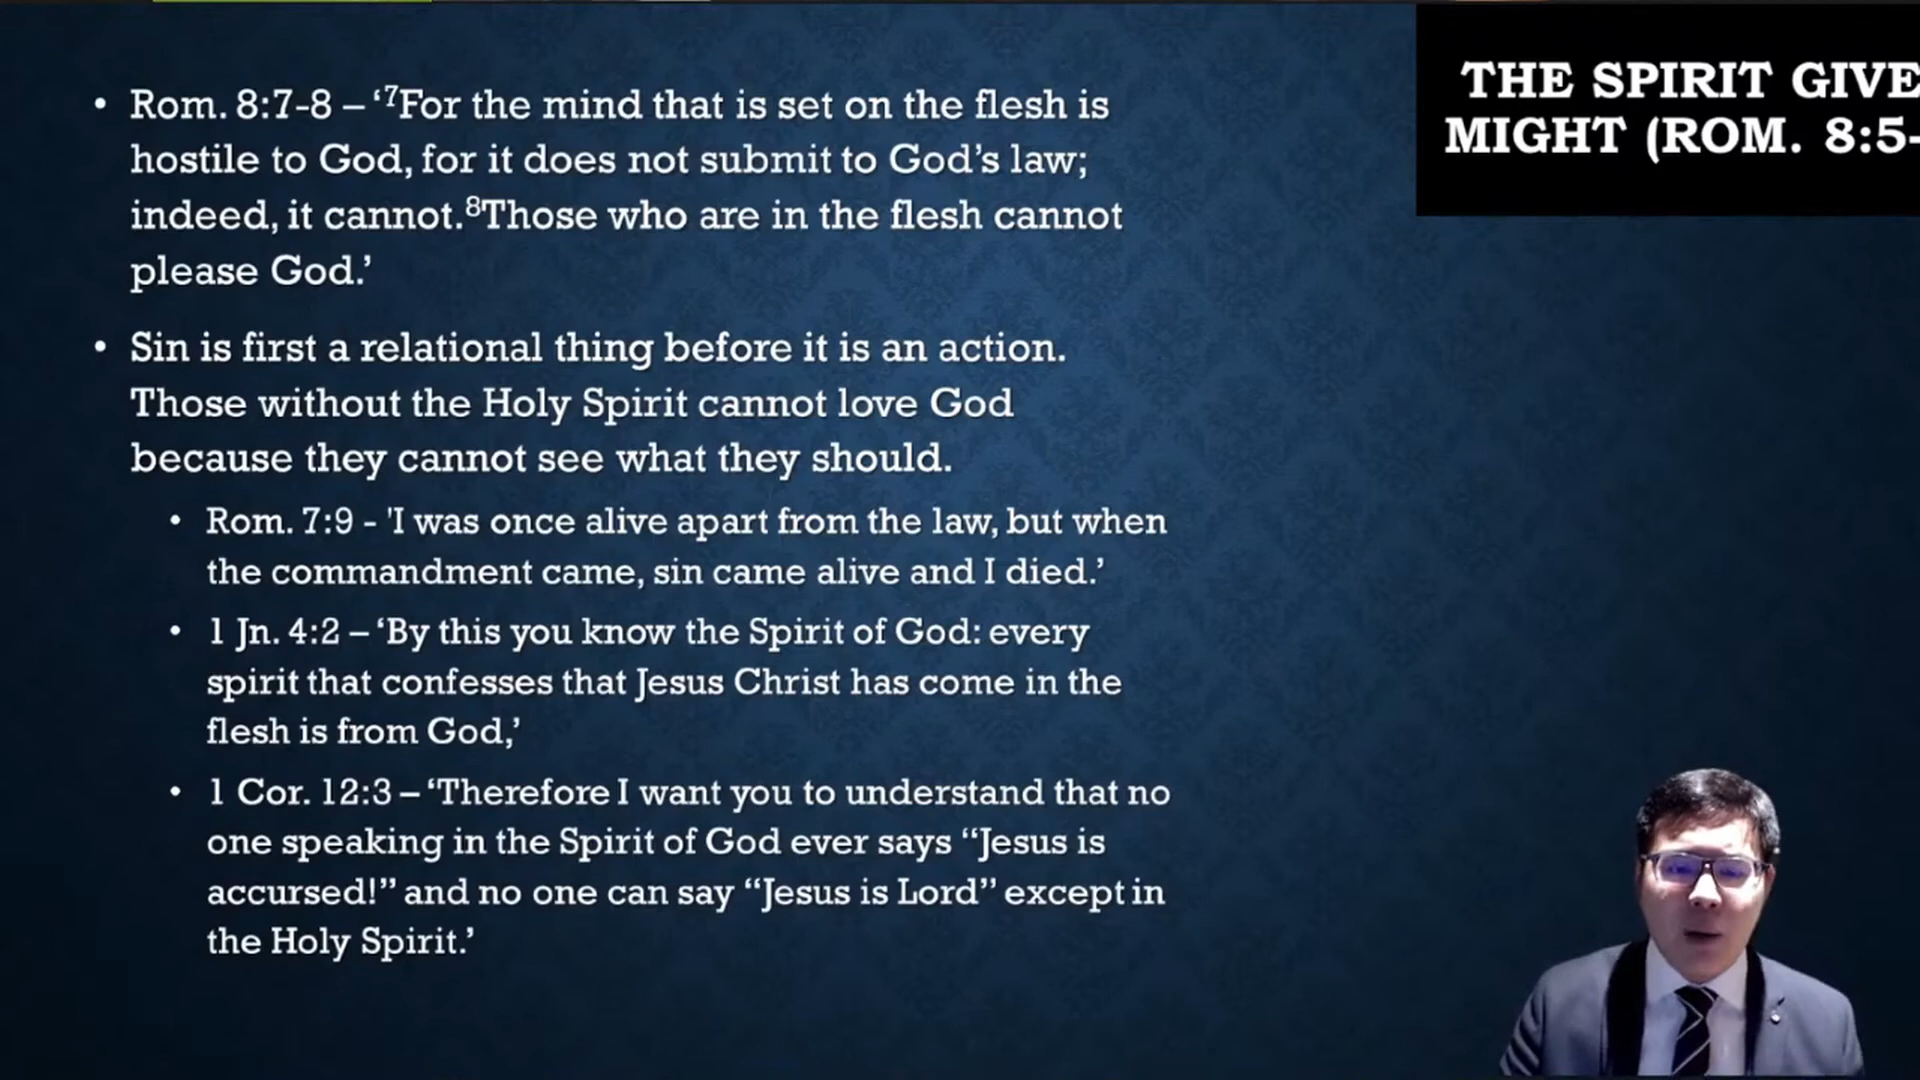 THE SPIRIT GIVE
MIGHT (ROM. 8:5-
• Rom. 8:7-8 – ‘⁷For the mind that is set on the flesh is
hostile to God, for it does not submit to God’s law;
indeed, it cannot.⁸Those who are in the flesh cannot
please God.’
• Sin is first a relational thing before it is an action.
Those without the Holy Spirit cannot love God
because they cannot see what they should.
• Rom. 7:9 - 'I was once alive apart from the law, but when
the commandment came, sin came alive and I died.’
• 1 Jn. 4:2 – ‘By this you know the Spirit of God: every
spirit that confesses that Jesus Christ has come in the
flesh is from God,’
• 1 Cor. 12:3 – ‘Therefore I want you to understand that no
one speaking in the Spirit of God ever says “Jesus is
accursed!” and no one can say “Jesus is Lord” except in
the Holy Spirit.’